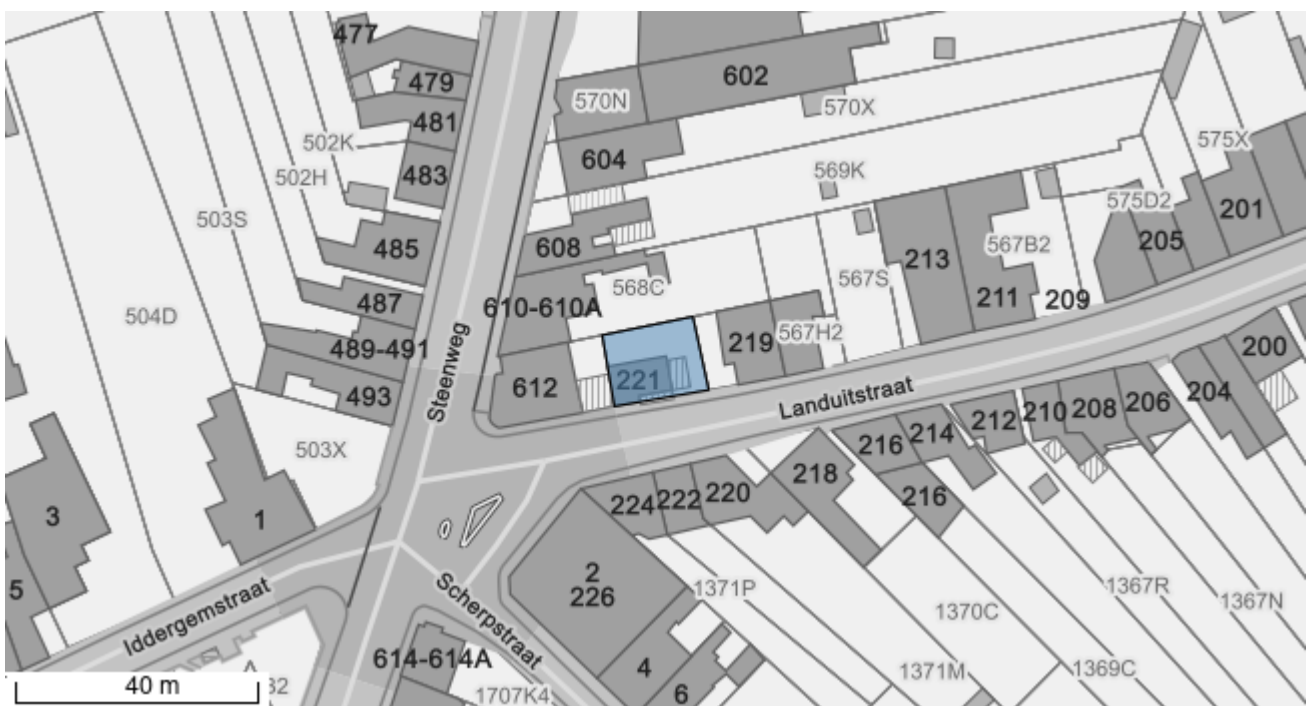 477
479
481
483
485
487
489-491
493
502K
502H
503S
504D
503X
3
1
5
Iddergemstraat
Steenweg
Scherpstraat
Landuitstraat
602
570N
570X
604
569K
608
610-610A
568C
612
221
219
567H2
567S
213
211
567B2
209
575D2
205
201
575X
200
204
206
208
210
212
214
216
216
218
220
222
224
2
226
4
6
614-614A
1707K4
1371P
1371M
1370C
1369C
1367R
1367N
32
40 m